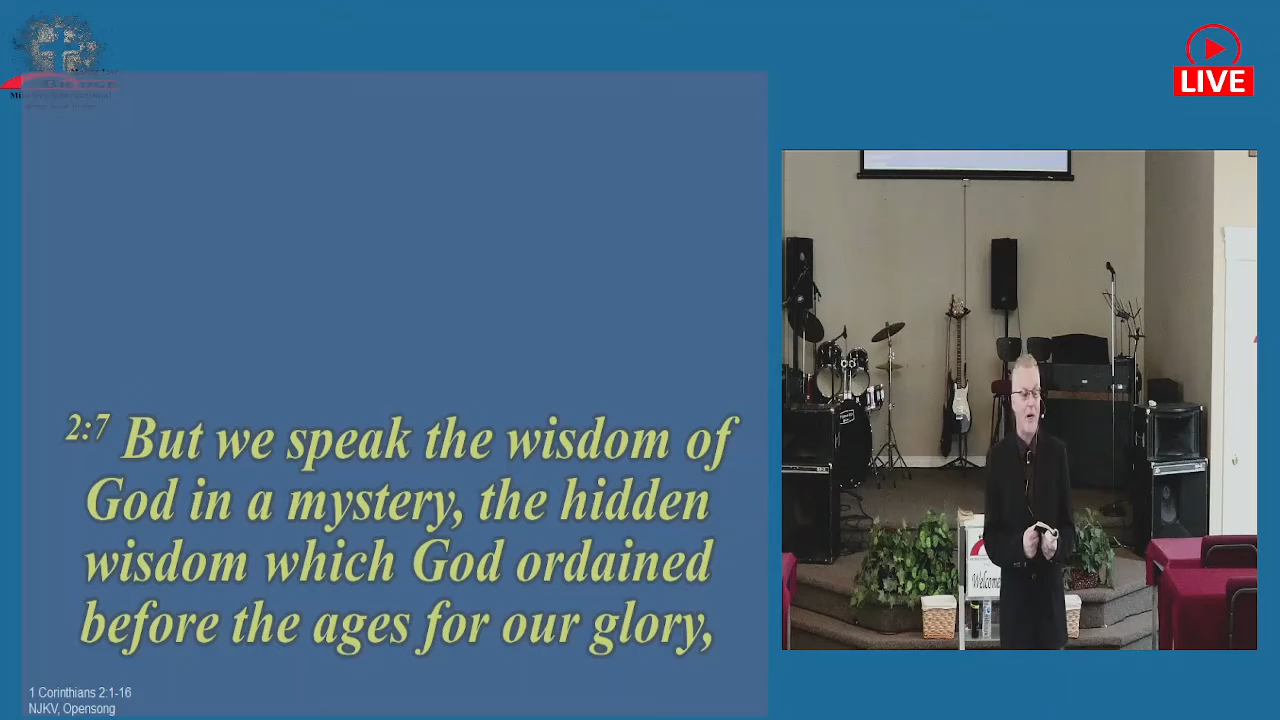 LIVE
2:7 But we speak the wisdom of
God in a mystery, the hidden
wisdom which God ordained
before the ages for our glory,
Welcome
1 Corinthians 2:1-16
NJKV, Opensong